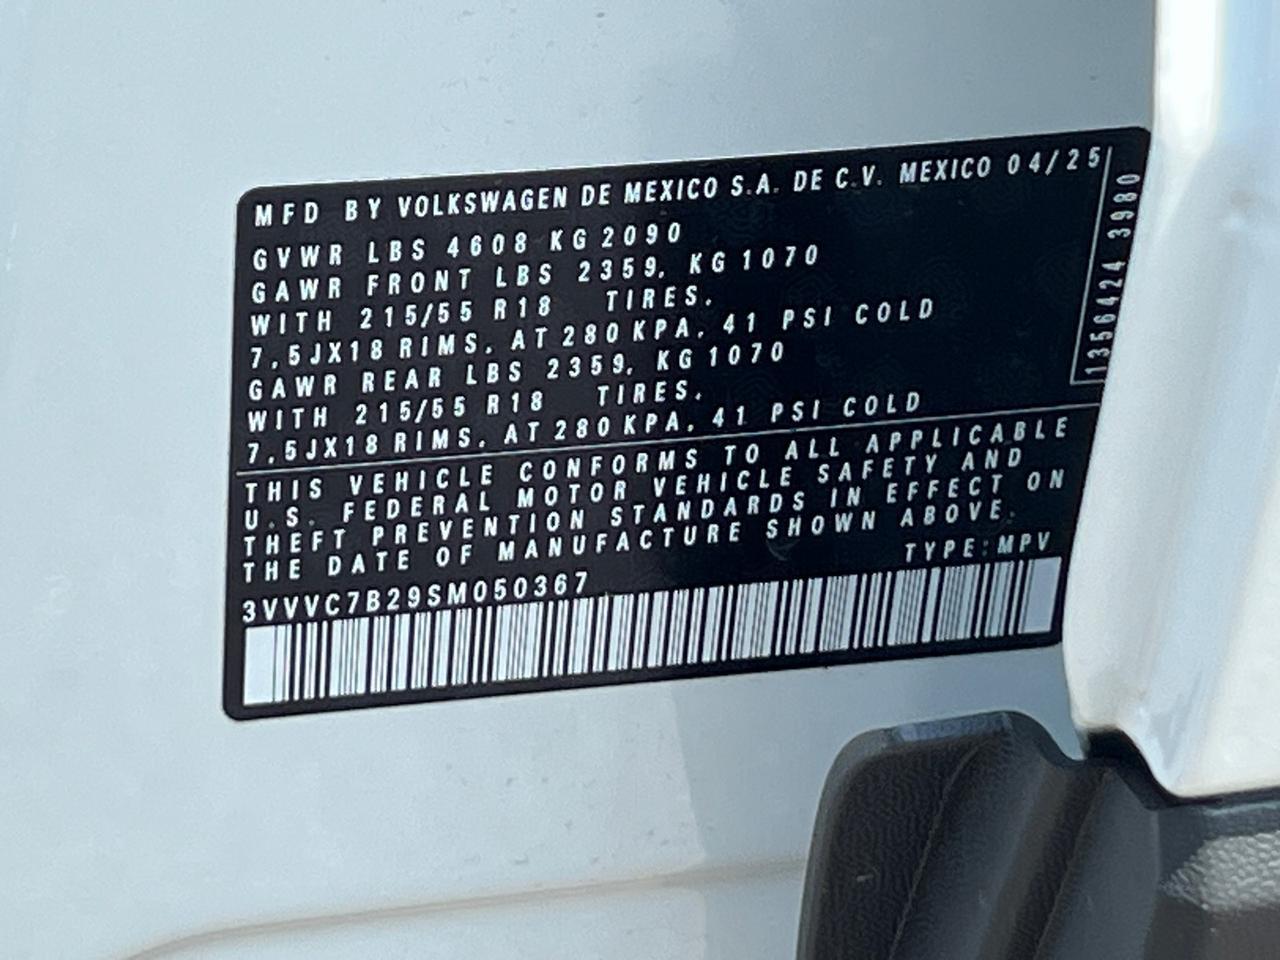 MFD BY VOLKSWAGEN DE MEXICO S.A. DE C.V. MEXICO 04/25
GVWR LBS 4608 KG 2090
GAWR FRONT LBS 2359, KG 1070
WITH 215/55 R18 TIRES,
7,5JX18 RIMS, AT 280 KPA, 41 PSI COLD
GAWR REAR LBS 2359, KG 1070
WITH 215/55 R18 TIRES,
7,5JX18 RIMS, AT 280 KPA, 41 PSI COLD
THIS VEHICLE CONFORMS TO ALL APPLICABLE
U.S. FEDERAL MOTOR VEHICLE SAFETY AND
THEFT PREVENTION STANDARDS IN EFFECT ON
THE DATE OF MANUFACTURE SHOWN ABOVE.
TYPE:MPV
3VVVC7B29SM050367
1356424 3980